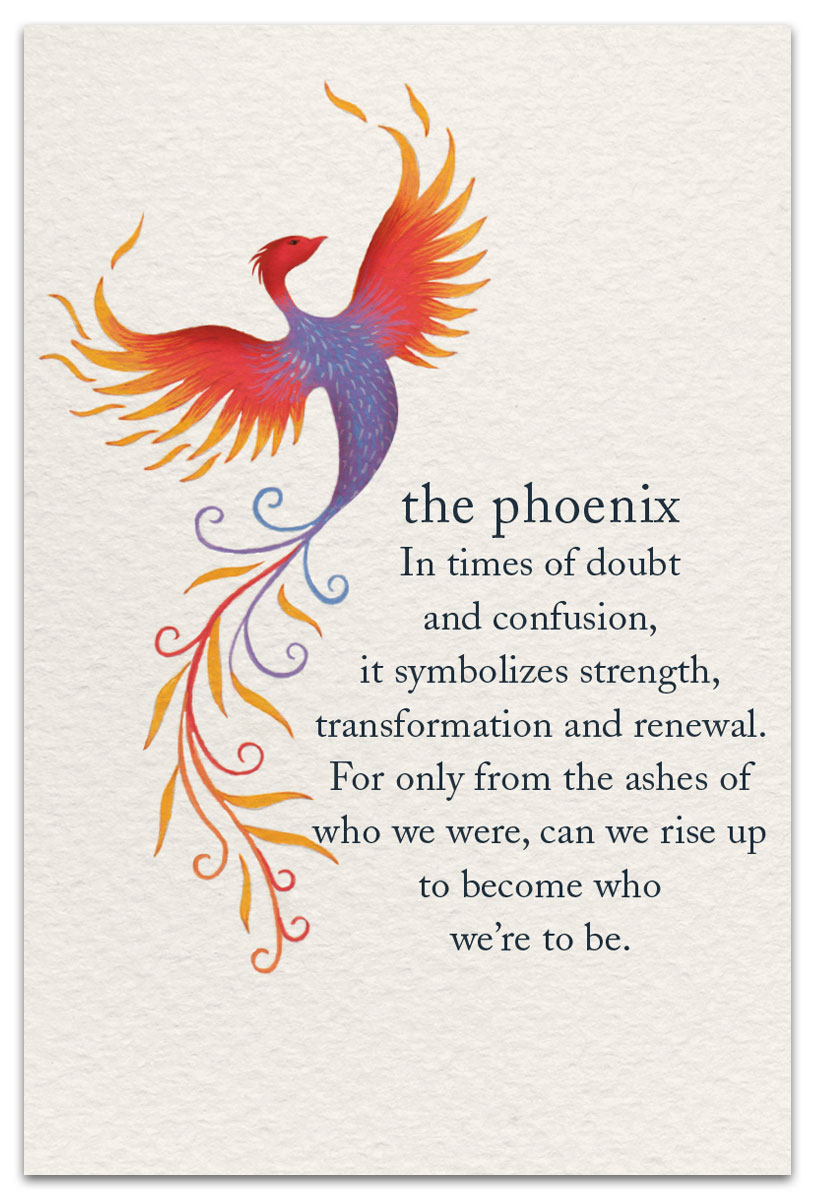 the phoenix
In times of doubt
and confusion,
it symbolizes strength,
transformation and renewal.
For only from the ashes of
who we were, can we rise up
to become who
we’re to be.